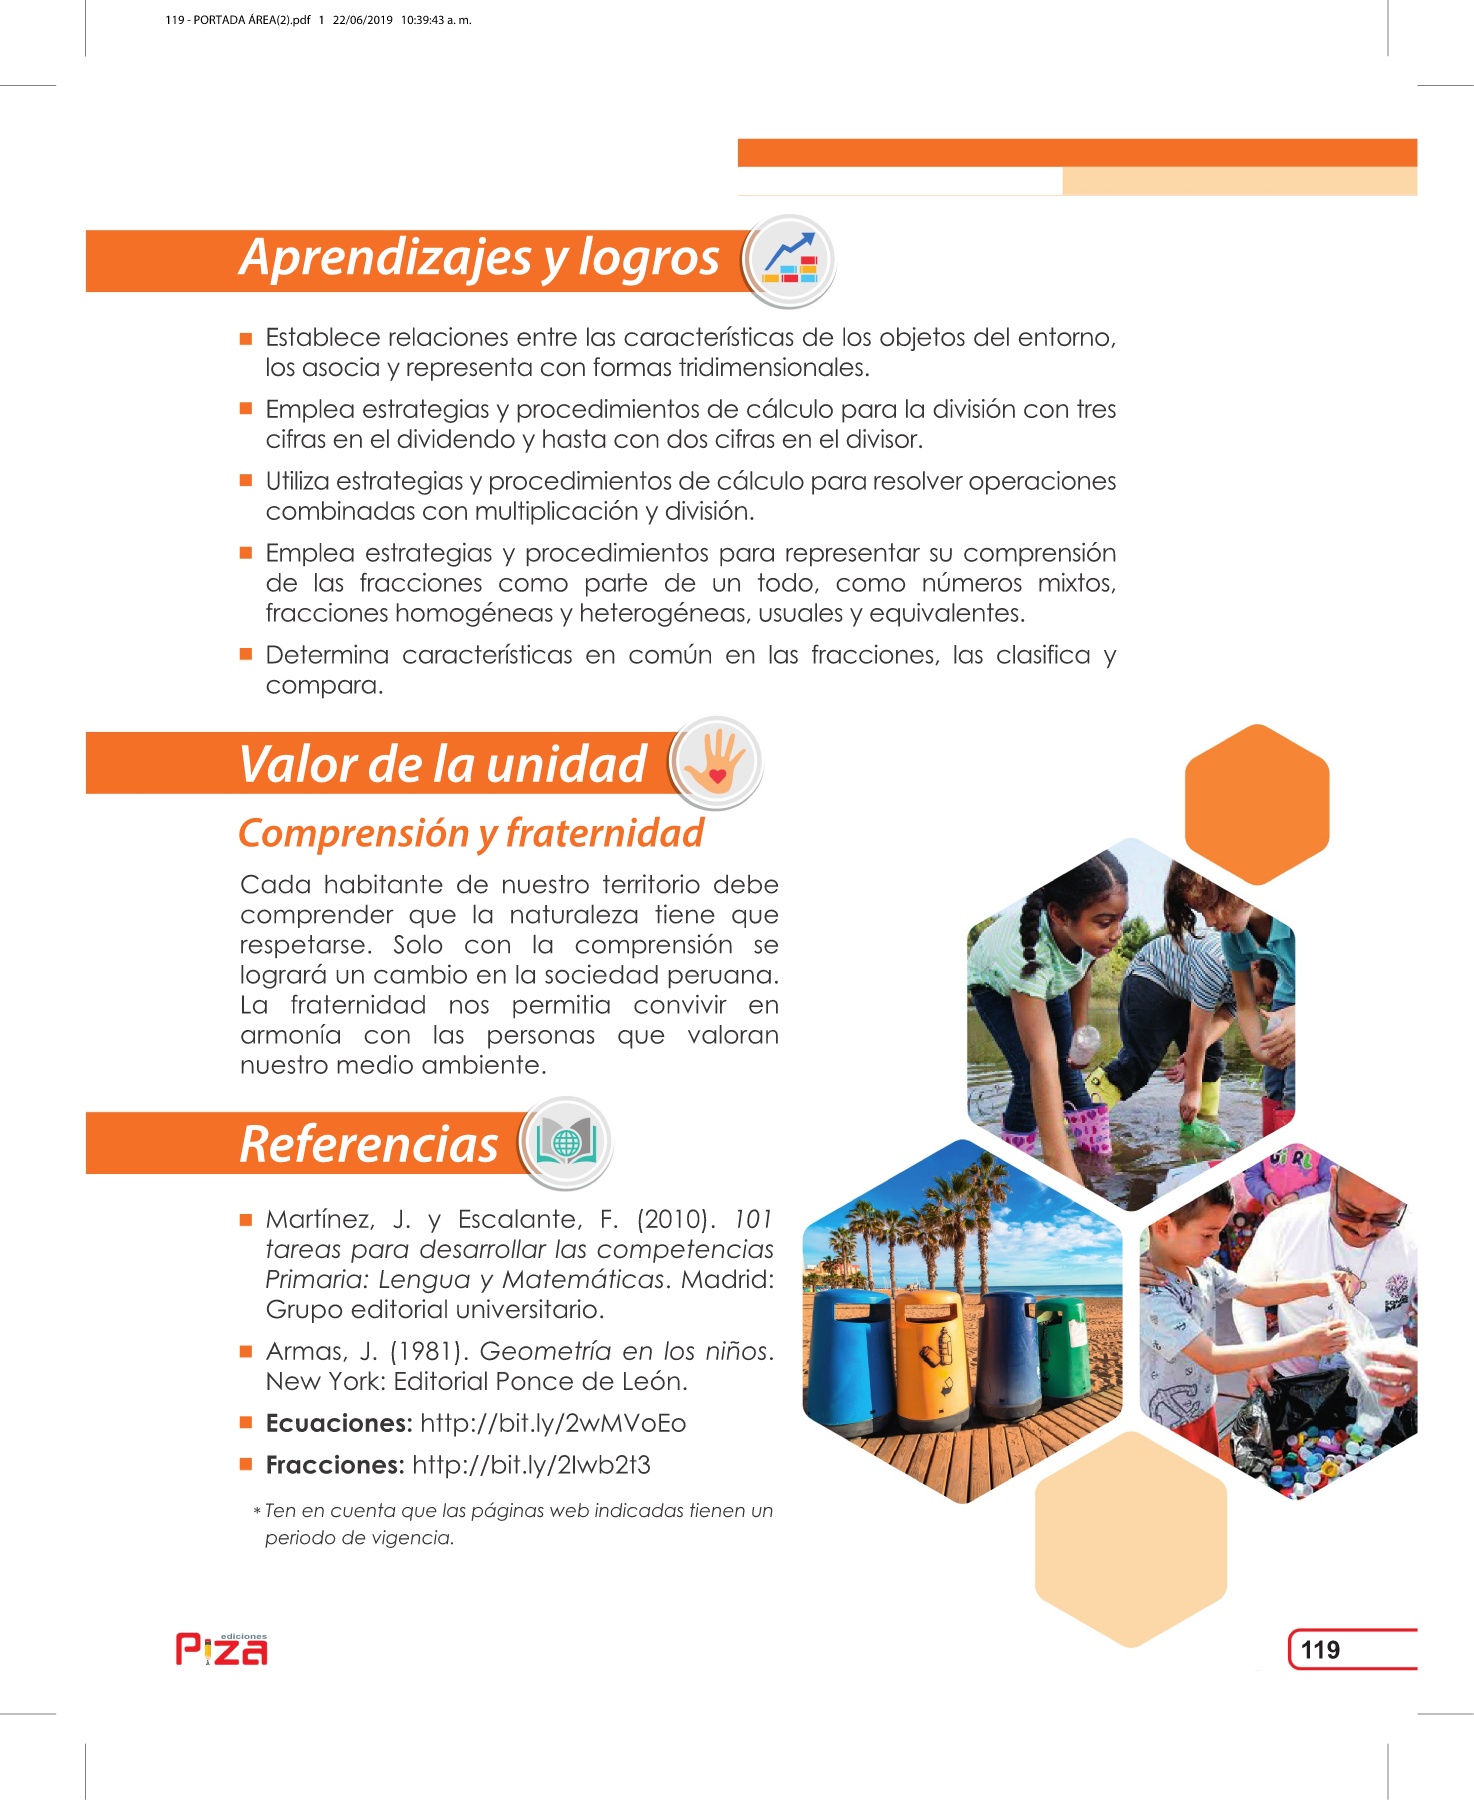 119 - PORTADA ÁREA(2).pdf 1 22/06/2019 10:39:43 a. m.
Aprendizajes y logros
Establece relaciones entre las características de los objetos del entorno,
los asocia y representa con formas tridimensionales.
Emplea estrategias y procedimientos de cálculo para la división con tres
cifras en el dividendo y hasta con dos cifras en el divisor.
Utiliza estrategias y procedimientos de cálculo para resolver operaciones
combinadas con multiplicación y división.
Emplea estrategias y procedimientos para representar su comprensión
de las fracciones como parte de un todo, como números mixtos,
fracciones homogéneas y heterogéneas, usuales y equivalentes.
Determina características en común en las fracciones, las clasifica y
compara.
Valor de la unidad
Comprensión y fraternidad
Cada habitante de nuestro territorio debe
comprender que la naturaleza tiene que
respetarse. Solo con la comprensión se
logrará un cambio en la sociedad peruana.
La fraternidad nos permitia convivir en
armonía con las personas que valoran
nuestro medio ambiente.
Referencias
Martínez, J. y Escalante, F. (2010). 101
tareas para desarrollar las competencias
Primaria: Lengua y Matemáticas. Madrid:
Grupo editorial universitario.
Armas, J. (1981). Geometría en los niños.
New York: Editorial Ponce de León.
Ecuaciones: http://bit.ly/2wMVoEo
Fracciones: http://bit.ly/2Iwb2t3
* Ten en cuenta que las páginas web indicadas tienen un
periodo de vigencia.
ediciones
Piza
119